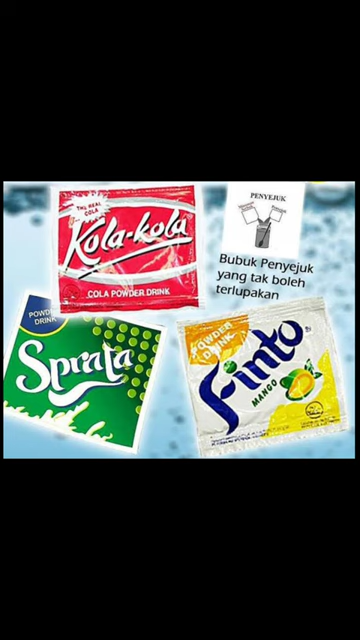 THE REAL
COLA
Kola-kola
COLA POWDER DRINK
PENYEJUK
Bubuk Penyejuk
yang tak boleh
terlupakan
POWDER
DRINK
Sprata
POWDER
DRINK
Finto
MANGO